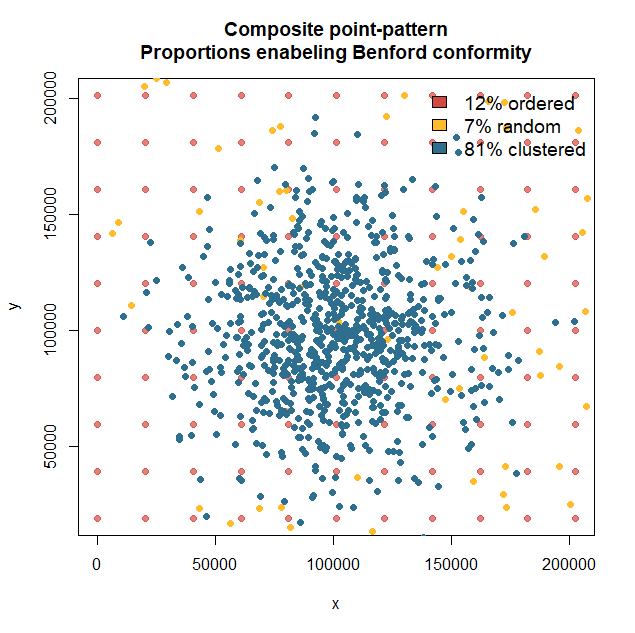 Composite point-pattern
Proportions enabeling Benford conformity
12% ordered
7% random
81% clustered
200000
150000
100000
50000
y
0
50000
100000
150000
200000
x